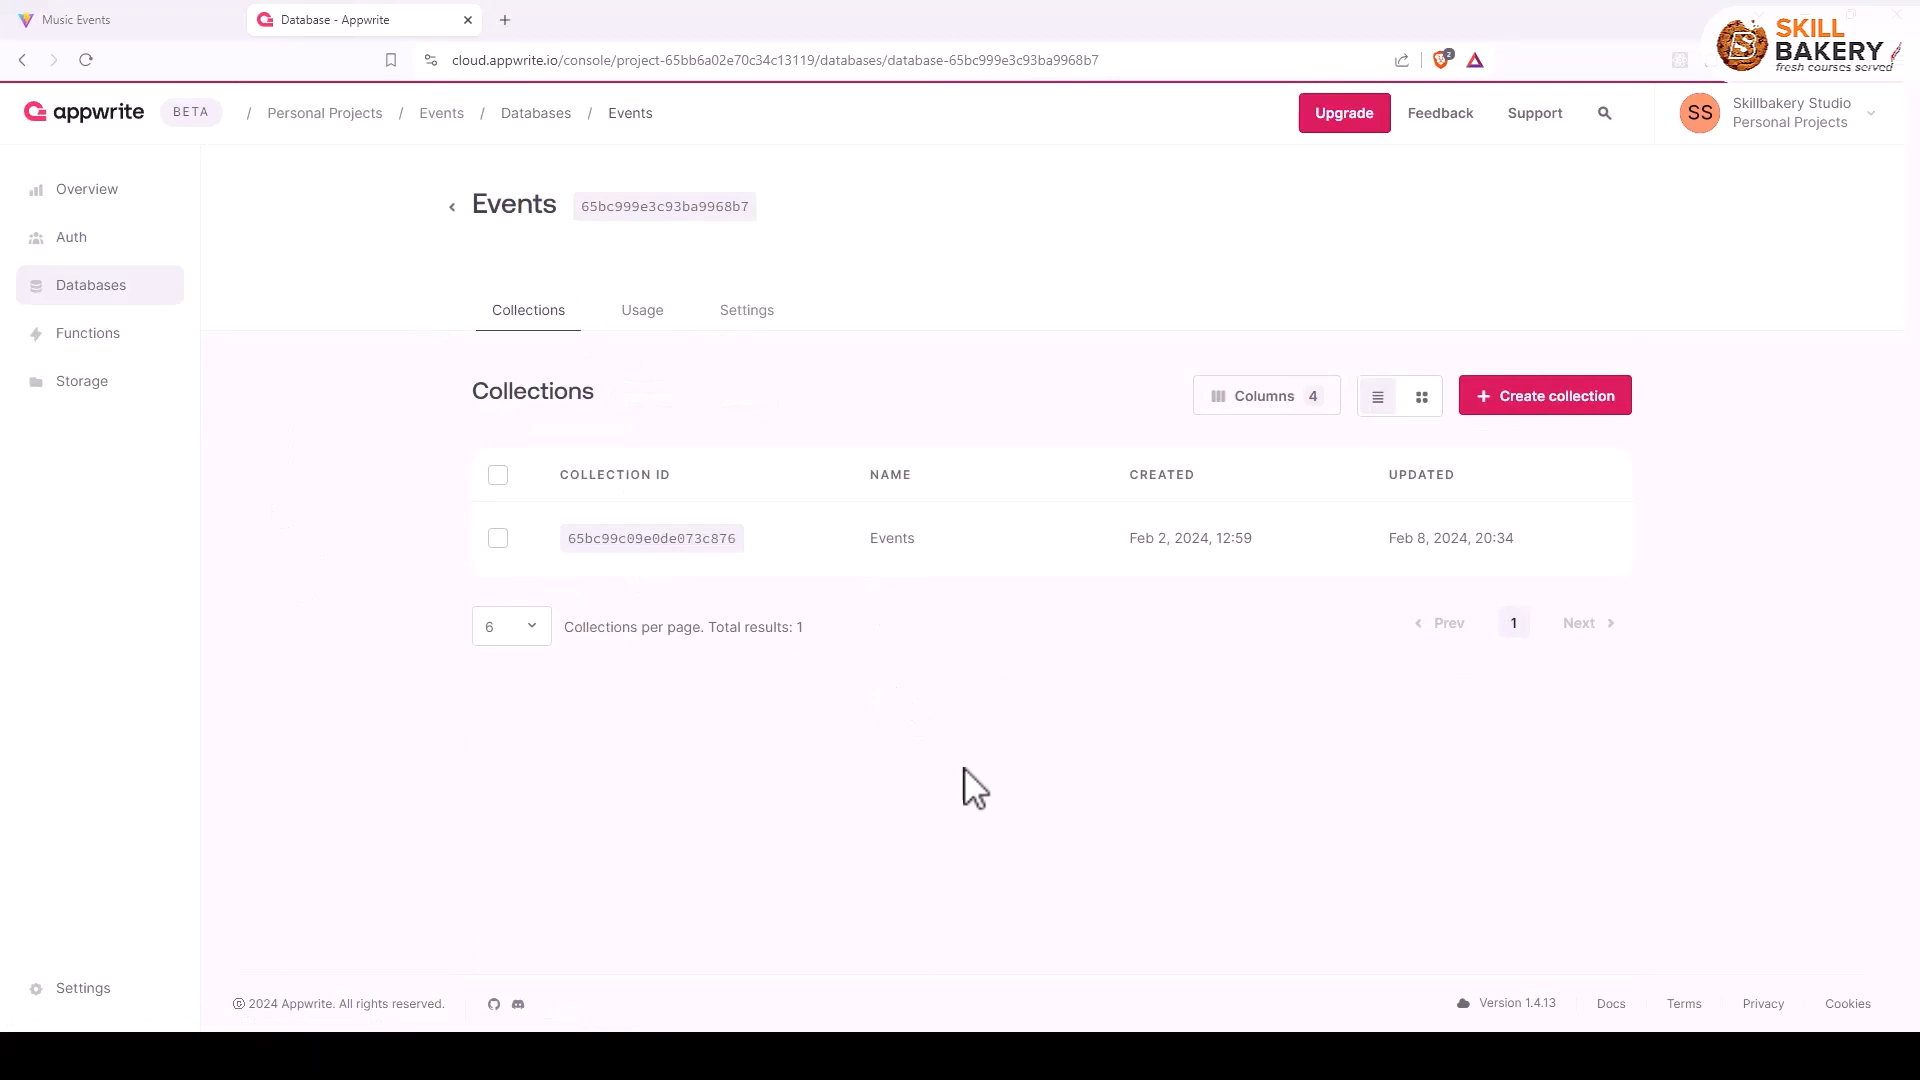 Music Events
Database - Appwrite
cloud.appwrite.io/console/project-65bb6a02e70c34c13119/databases/database-65bc999e3c93ba9968b7
2
SKILL
BAKERY
fresh courses served
appwrite
BETA
/ Personal Projects / Events / Databases / Events
Upgrade
Feedback
Support
SS
Skillbakery Studio
Personal Projects
Overview
Auth
Databases
Functions
Storage
Settings
Events
65bc999e3c93ba9968b7
Collections
Usage
Settings
Collections
Columns 4
Create collection
COLLECTION ID
NAME
CREATED
UPDATED
65bc99c09e0de073c876
Events
Feb 2, 2024, 12:59
Feb 8, 2024, 20:34
6
Collections per page. Total results: 1
Prev
1
Next
© 2024 Appwrite. All rights reserved.
Version 1.4.13
Docs
Terms
Privacy
Cookies